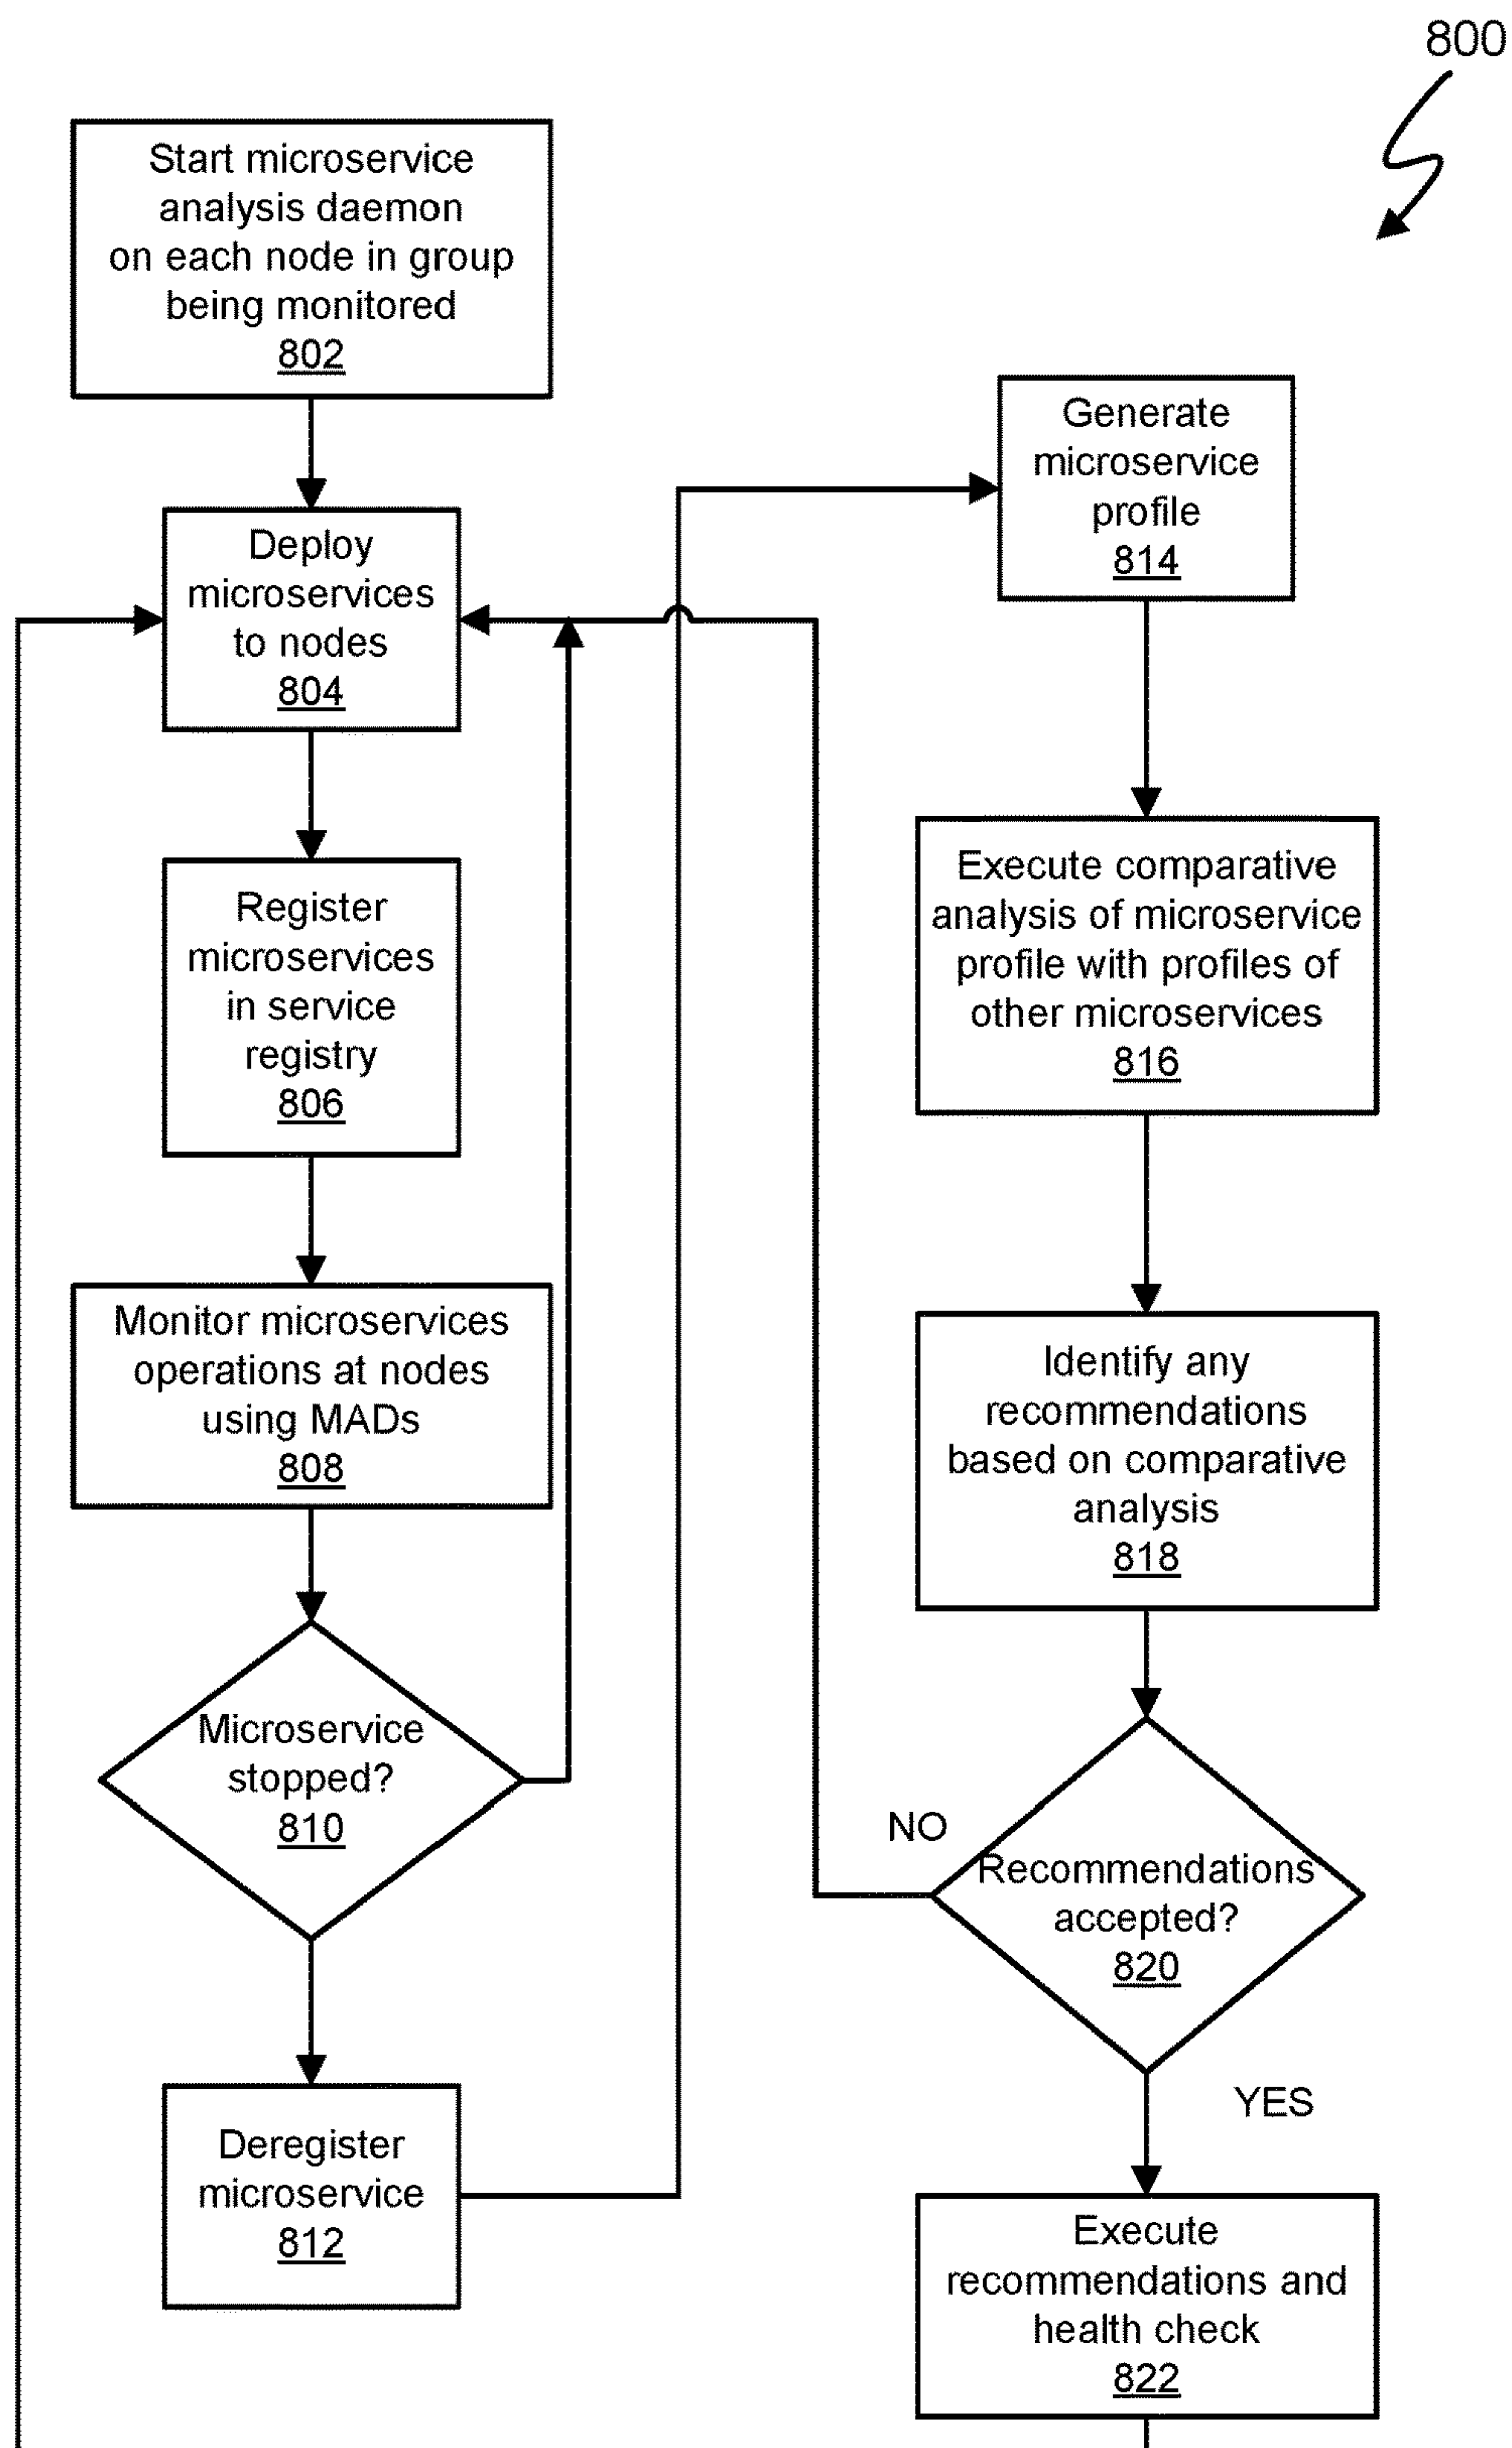 800
Start microservice
analysis daemon
on each node in group
being monitored
802
Deploy
microservices
to nodes
804
Register
microservices
in service
registry
806
Monitor microservices
operations at nodes
using MADs
808
Microservice
stopped?
810
Deregister
microservice
812
Generate
microservice
profile
814
Execute comparative
analysis of microservice
profile with profiles of
other microservices
816
Identify any
recommendations
based on comparative
analysis
818
NO
Recommendations
accepted?
820
YES
Execute
recommendations and
health check
822